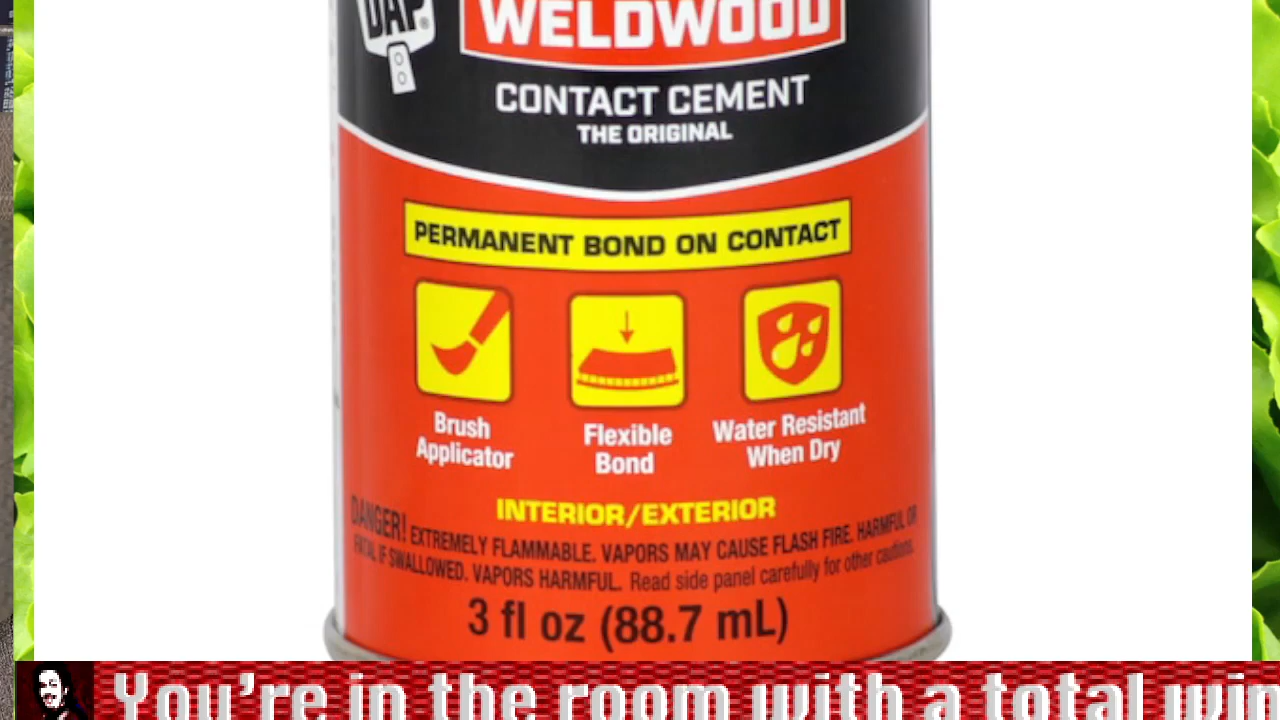 DAP®
WELDWOOD
CONTACT CEMENT
THE ORIGINAL
PERMANENT BOND ON CONTACT
Brush
Applicator
Flexible
Bond
Water Resistant
When Dry
INTERIOR/EXTERIOR
DANGER! EXTREMELY FLAMMABLE. VAPORS MAY CAUSE FLASH FIRE. HARMFUL OR
FATAL IF SWALLOWED. VAPORS HARMFUL. Read side panel carefully for other cautions.
3 fl oz (88.7 mL)
You're in the room with a total